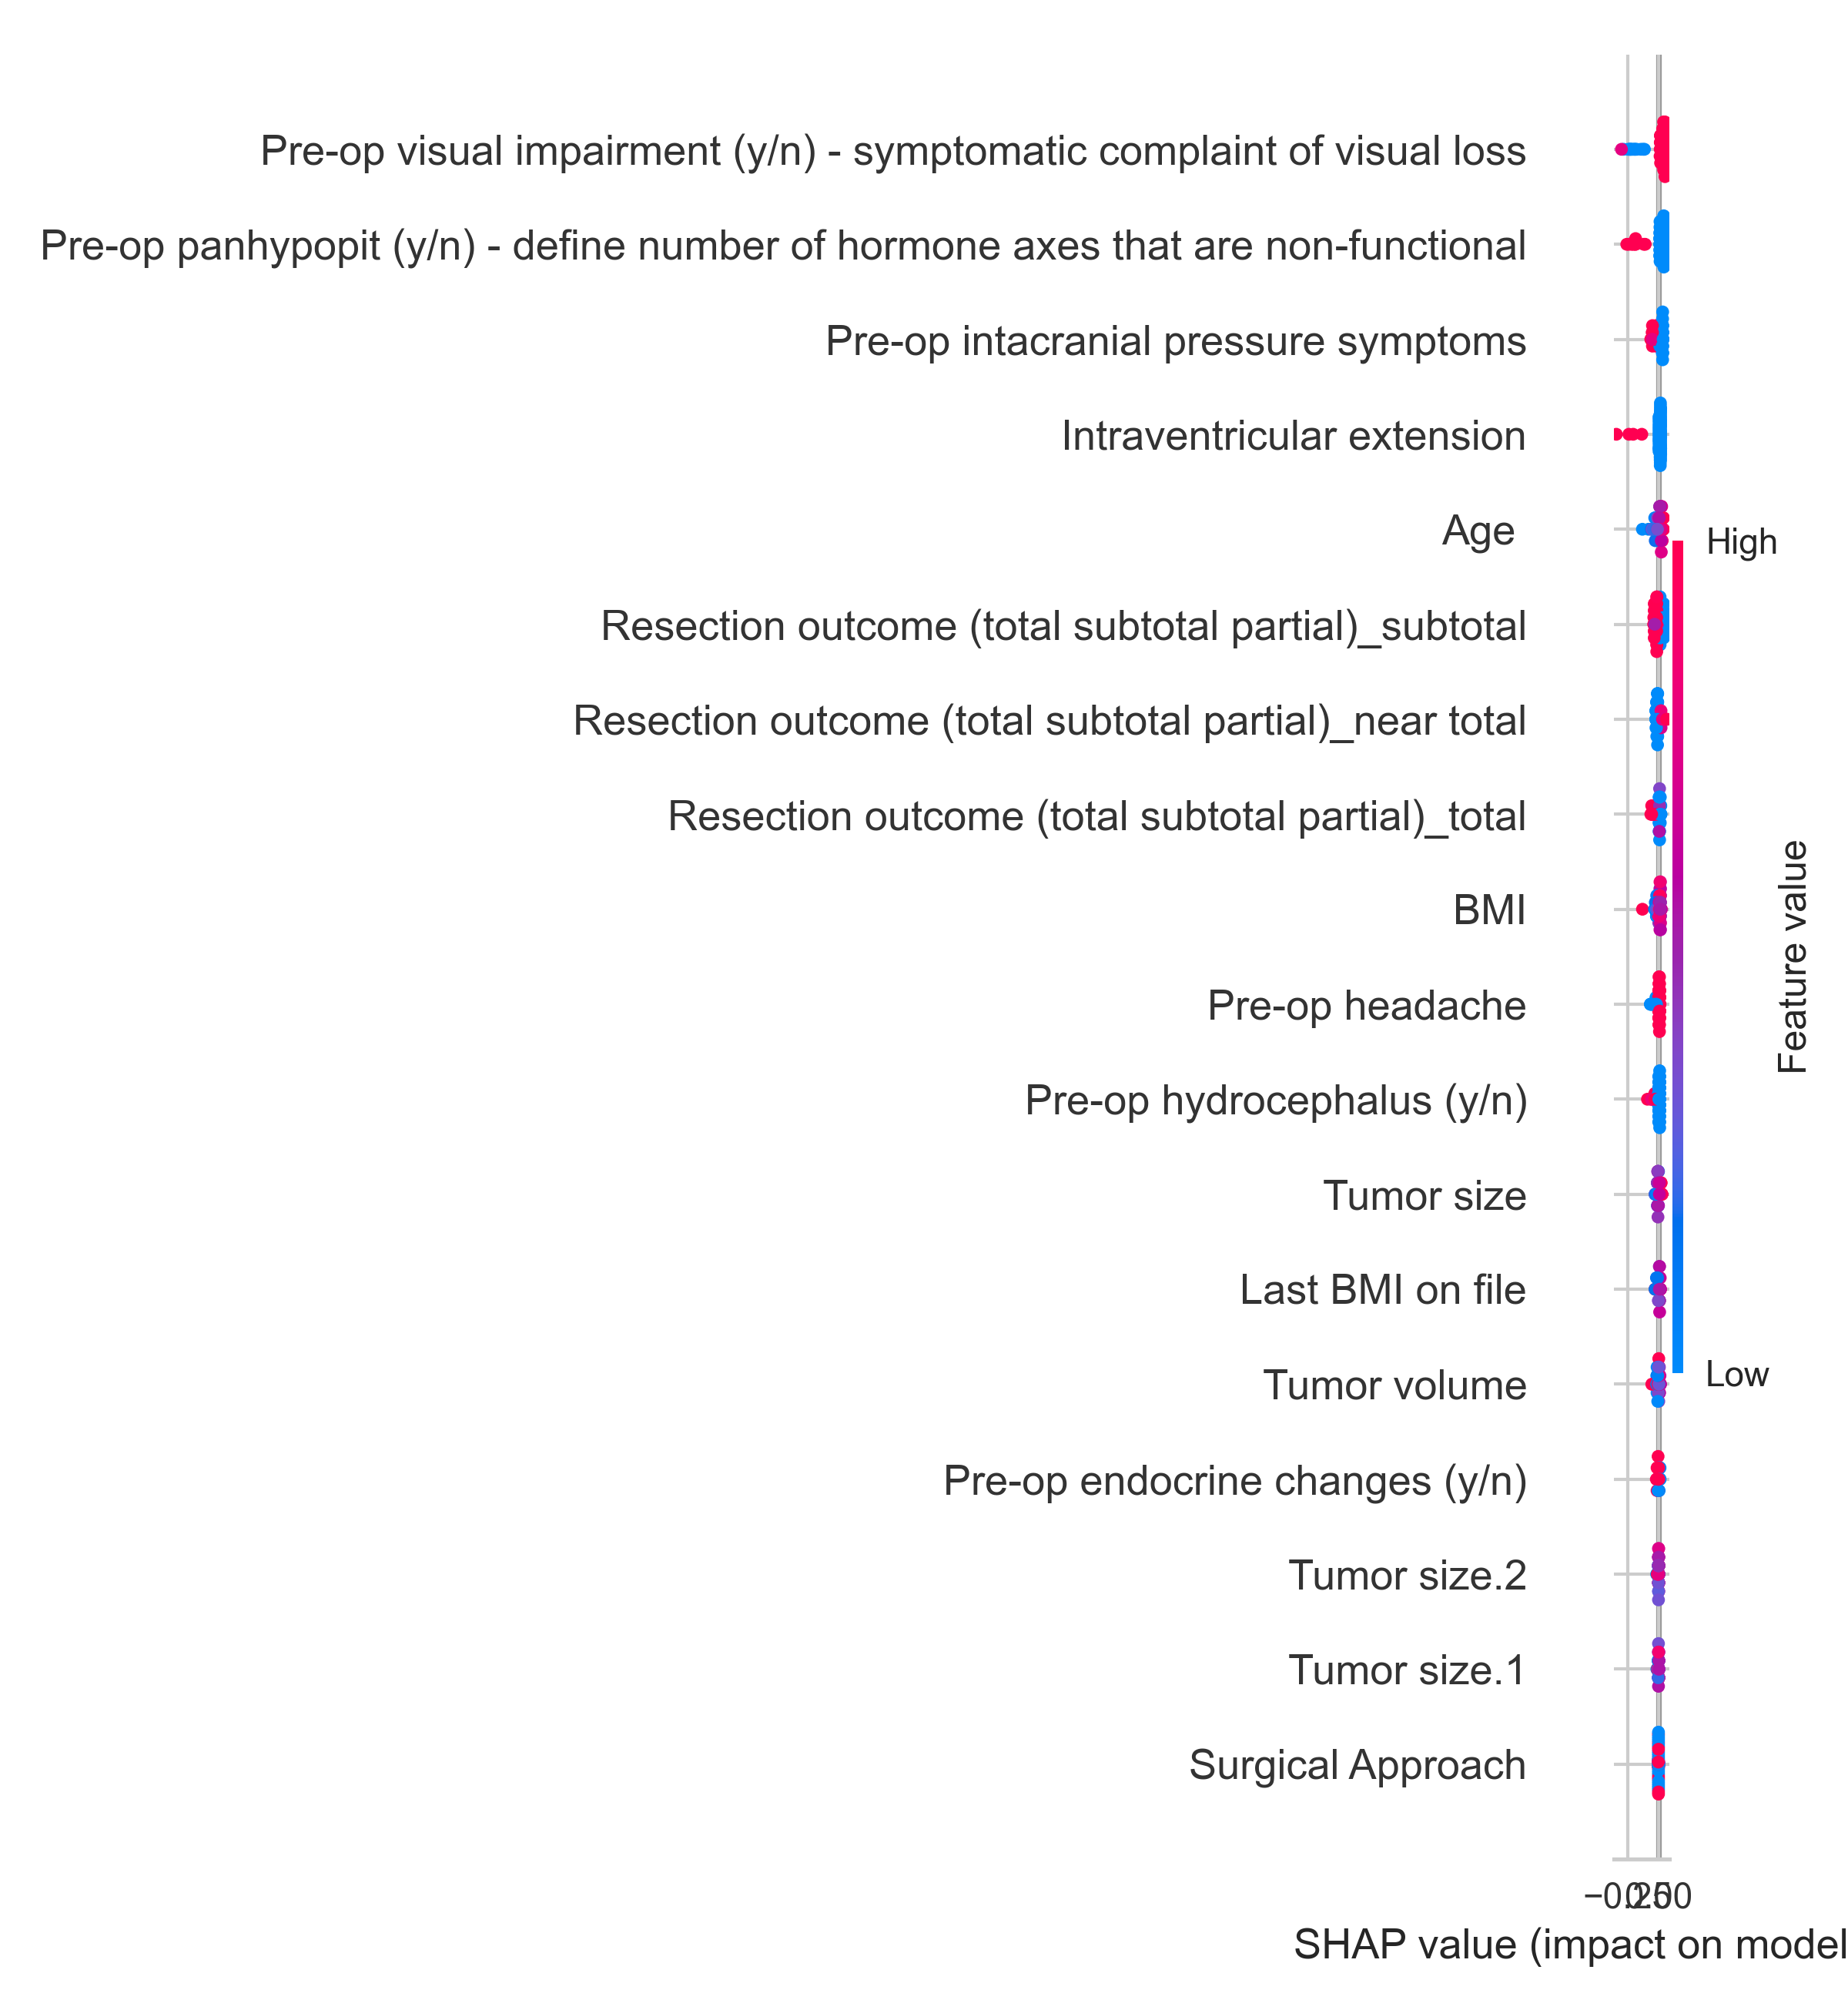 Pre-op visual impairment (y/n) - symptomatic complaint of visual loss
Pre-op panhypopit (y/n) - define number of hormone axes that are non-functional
Pre-op intacranial pressure symptoms
Intraventricular extension
Age
High
Resection outcome (total subtotal partial)_subtotal
Resection outcome (total subtotal partial)_near total
Resection outcome (total subtotal partial)_total
BMI
Feature value
Pre-op headache
Pre-op hydrocephalus (y/n)
Tumor size
Last BMI on file
Tumor volume
Low
Pre-op endocrine changes (y/n)
Tumor size.2
Tumor size.1
Surgical Approach
SHAP value (impact on model